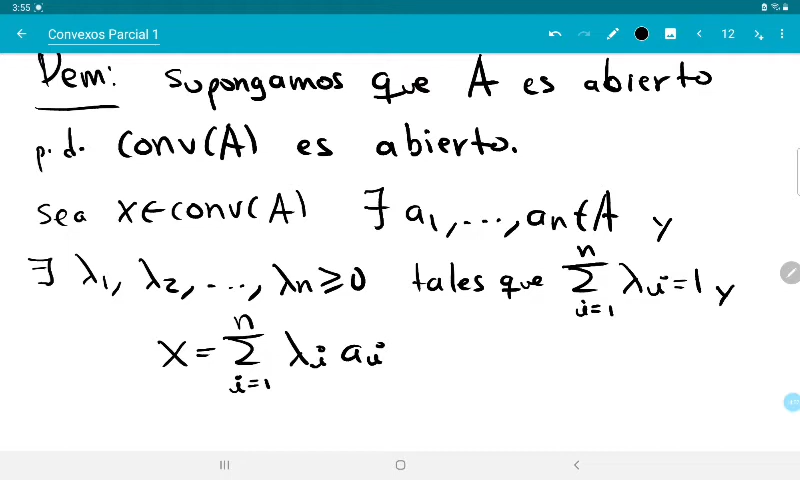 3:55
Convexos Parcial 1
12
Dem: Supongamos que A es abierto
p.d. conv(A) es abierto.
Sea x∈conv(A) ∃ a₁,...,an∈A y
∃ λ₁, λ₂, ..., λn ≥ 0 tales que ∑ᵢ₌₁ⁿ λi = 1 y
x = ∑ᵢ₌₁ⁿ λi ai